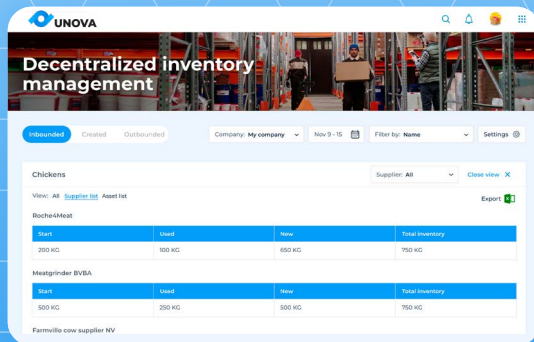 UNOVA
Decentralized inventory
management
Inbounded Created Outbounded Company: My company Nov 9 - 15 Filter by: Name Settings
Chickens Supplier: All Close view X
View: All Supplier list Asset list Export
Roche4Meat
Start Used New Total inventory
200 KG 100 KG 650 KG 750 KG
Meatgrinder BVBA
Start Used New Total inventory
500 KG 250 KG 500 KG 750 KG
Farmvillo cow supplier NV